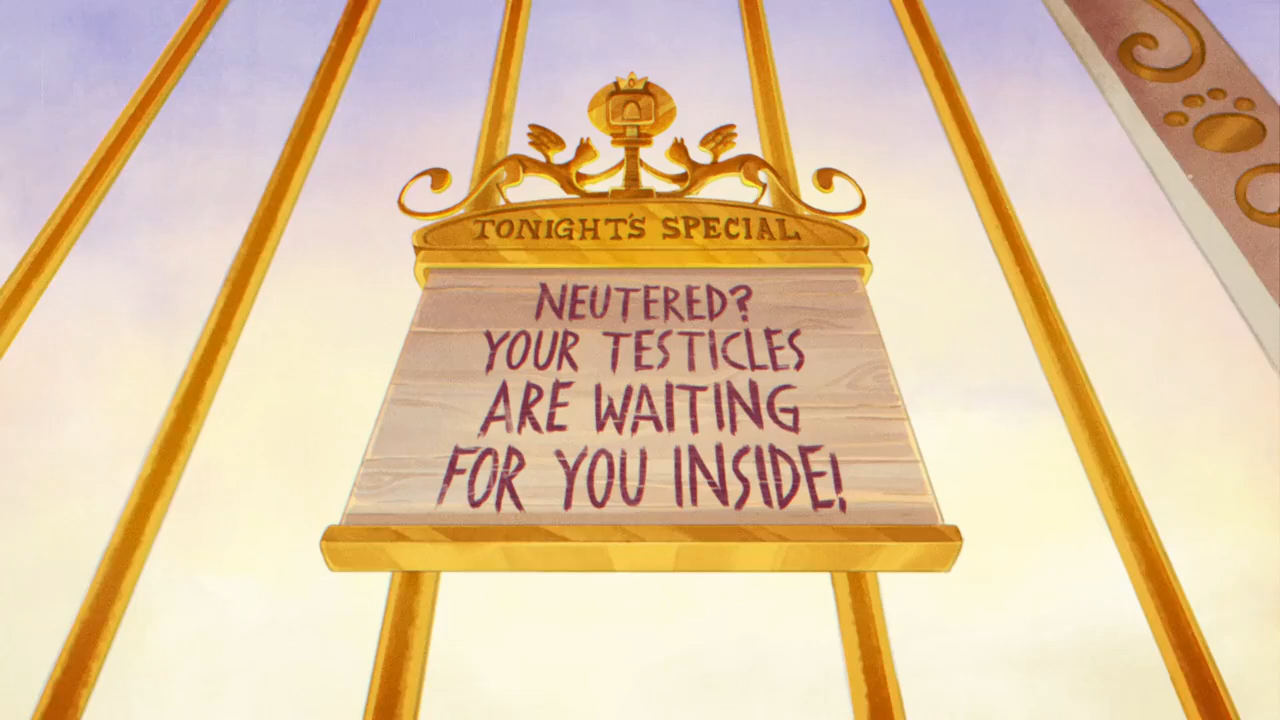 TONIGHT'S SPECIAL
NEUTERED?
YOUR TESTICLES
ARE WAITING
FOR YOU INSIDE!